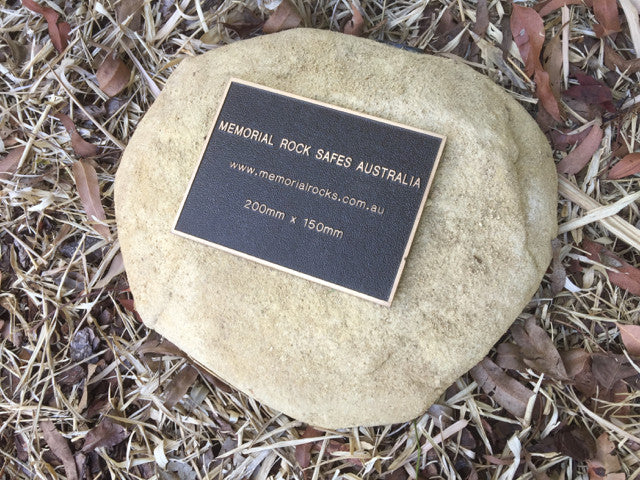 MEMORIAL ROCK SAFES AUSTRALIA
www.memorialrocks.com.au
200mm x 150mm